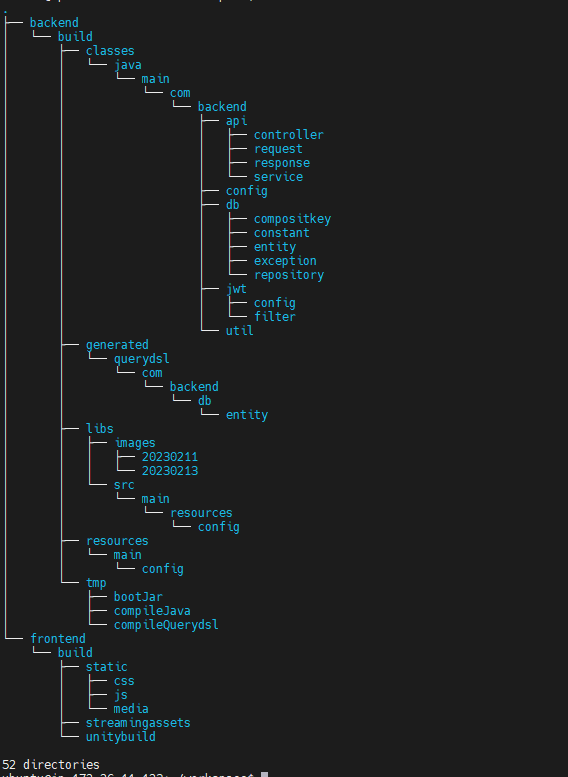 .
├── backend
│   └── build
│       ├── classes
│       │   └── java
│       │       └── main
│       │           └── com
│       │               └── backend
│       │                   ├── api
│       │                   │   ├── controller
│       │                   │   ├── request
│       │                   │   ├── response
│       │                   │   └── service
│       │                   ├── config
│       │                   ├── db
│       │                   │   ├── compositkey
│       │                   │   ├── constant
│       │                   │   ├── entity
│       │                   │   ├── exception
│       │                   │   └── repository
│       │                   ├── jwt
│       │                   │   ├── config
│       │                   │   └── filter
│       │                   └── util
│       ├── generated
│       │   └── querydsl
│       │       └── com
│       │           └── backend
│       │               └── db
│       │                   └── entity
│       ├── libs
│       │   ├── images
│       │   │   ├── 20230211
│       │   │   └── 20230213
│       │   └── src
│       │       └── main
│       │           └── resources
│       │               └── config
│       ├── resources
│       │   └── main
│       │       └── config
│       └── tmp
│           ├── bootJar
│           ├── compileJava
│           └── compileQuerydsl
└── frontend
    └── build
        ├── static
        │   ├── css
        │   ├── js
        │   └── media
        ├── streamingassets
        └── unitybuild
52 directories